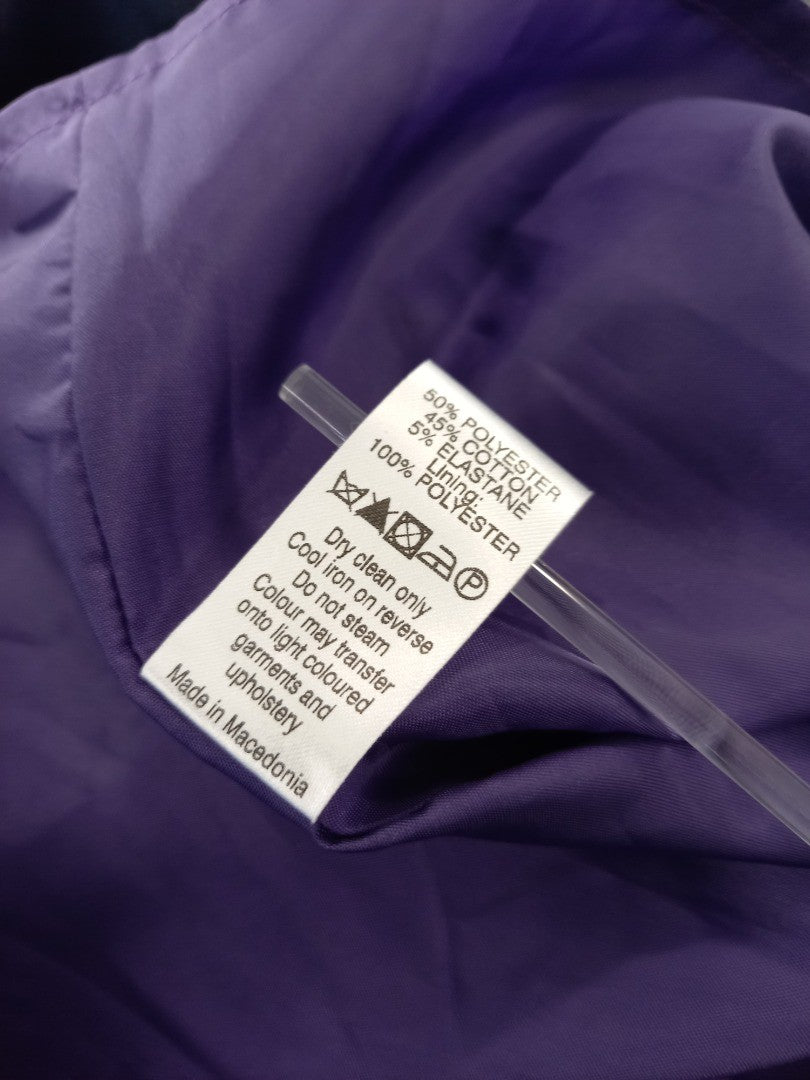 50% POLYESTER
45% COTTON
5% ELASTANE
Lining:
100% POLYESTER
P
Dry clean only
Cool iron on reverse
Do not steam
Colour may transfer
onto light coloured
garments and
upholstery
Made in Macedonia